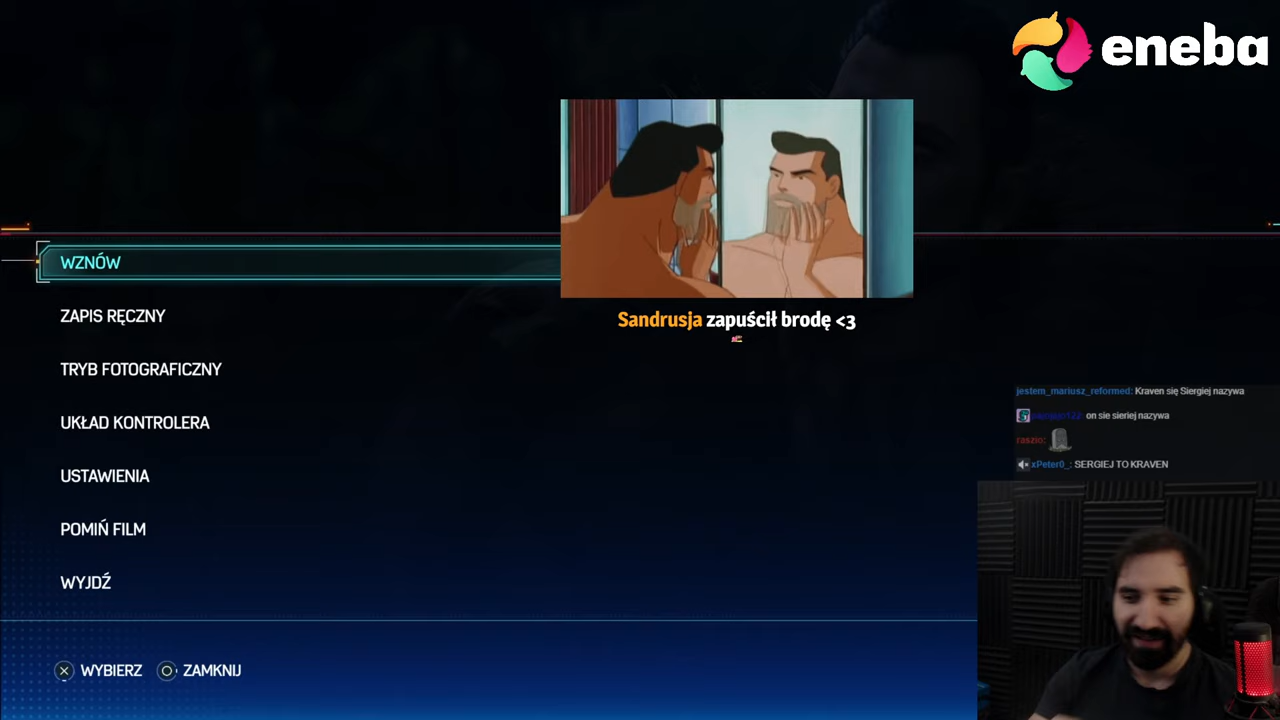 eneba
WZNÓW
ZAPIS RĘCZNY
TRYB FOTOGRAFICZNY
UKŁAD KONTROLERA
USTAWIENIA
POMIŃ FILM
WYJDŹ
WYBIERZ ZAMKNIJ
Sandrusja zapuścił brodę <3
jestem_mariusz_reformed: Kraven się Siergiej nazywa
on sie sieriej nazywa
raszio:
xPeter0_: SERGIEJ TO KRAVEN